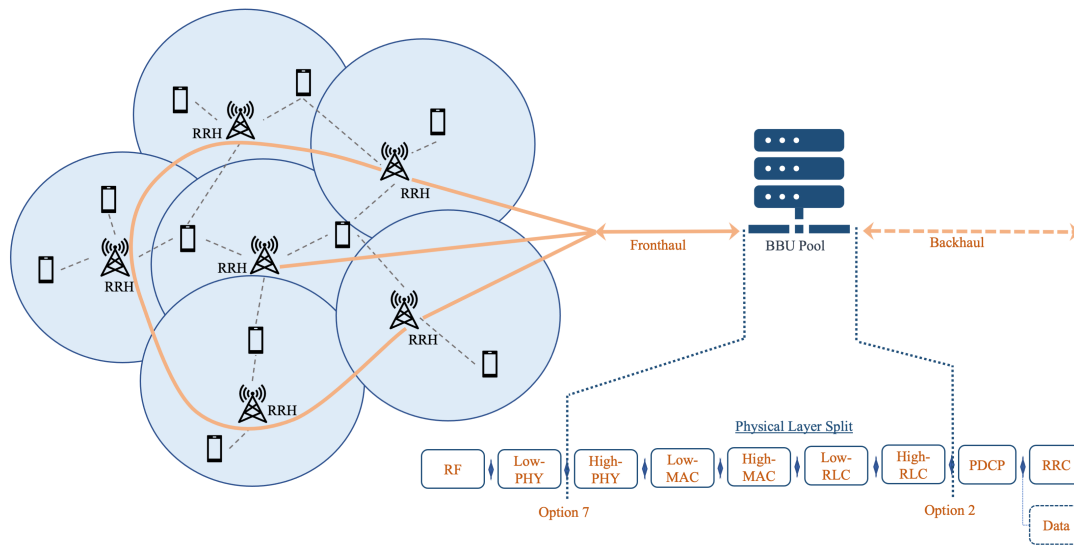 RRH
RRH
RRH
RRH
RRH
RRH
Fronthaul
BBU Pool
Backhaul
Physical Layer Split
RF
Low-
PHY
High-
PHY
Low-
MAC
High-
MAC
Low-
RLC
High-
RLC
PDCP
RRC
Option 7
Option 2
Data